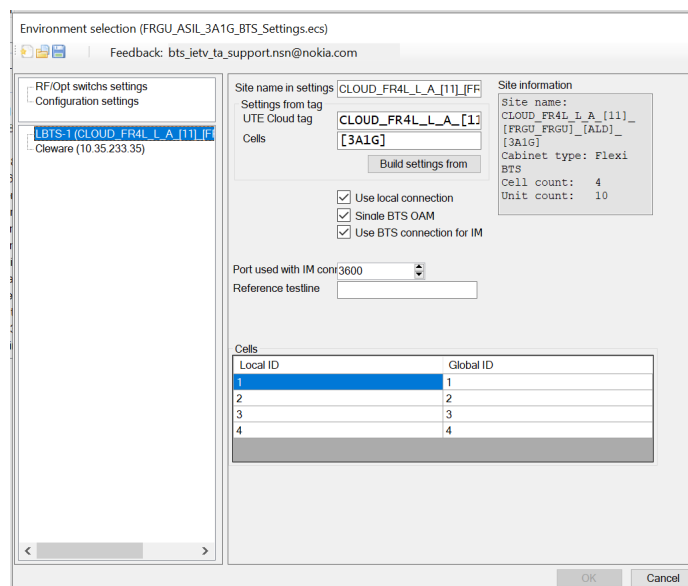 Environment selection (FRGU_ASIL_3A1G_BTS_Settings.ecs)
Feedback: bts_ietv_ta_support.nsn@nokia.com
RF/Opt switchs settings
Configuration settings
LBTS-1 (CLOUD_FR4L_L_A_[11]_[FF
Cleware (10.35.233.35)
Site name in settings CLOUD_FR4L_L_A_[11]_[FR
Settings from tag
UTE Cloud tag CLOUD_FR4L_L_A_[11
Cells [3A1G]
Build settings from
Use local connection
Single BTS OAM
Use BTS connection for IM
Port used with IM conr 3600
Reference testline
Site information
Site name:
CLOUD_FR4L_L_A_[11]_
[FRGU_FRGU]_[ALD]_
[3A1G]
Cabinet type: Flexi
BTS
Cell count: 4
Unit count: 10
Cells
Local ID Global ID
1 1
2 2
3 3
4 4
OK Cancel